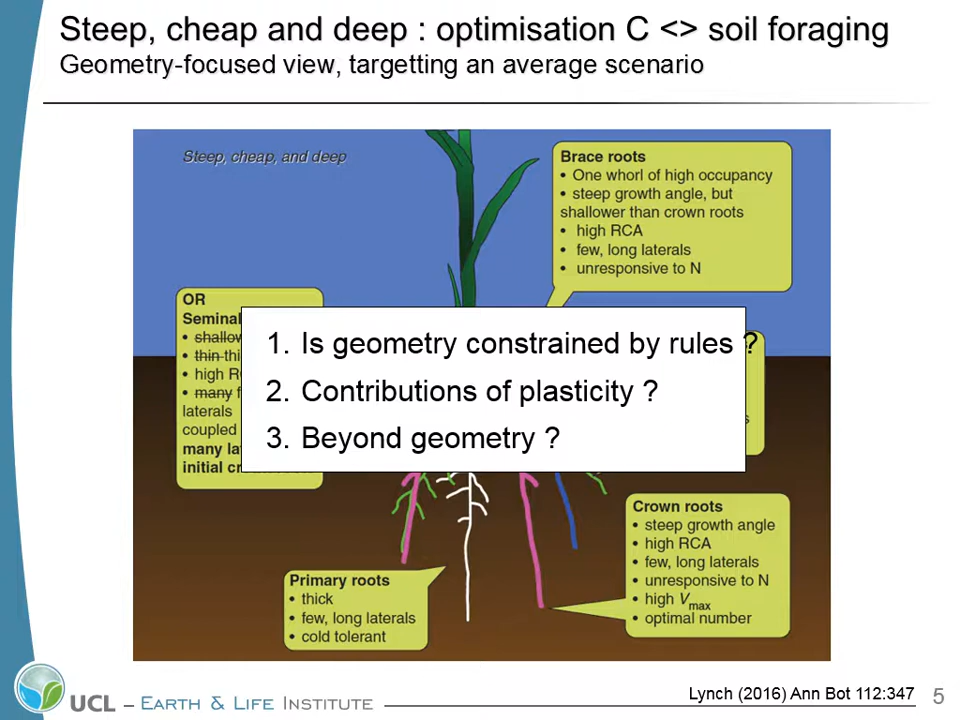 Steep, cheap and deep : optimisation C <> soil foraging
Geometry-focused view, targetting an average scenario
Steep, cheap, and deep
Brace roots
• One whorl of high occupancy
• steep growth angle, but
shallower than crown roots
• high RCA
• few, long laterals
• unresponsive to N
OR
Seminal
• shallow
• thin
• high
• many
laterals
coupled
many
initial
1. Is geometry constrained by rules ?
2. Contributions of plasticity ?
3. Beyond geometry ?
Crown roots
• steep growth angle
• high RCA
• few, long laterals
• unresponsive to N
• high Vmax
• optimal number
Primary roots
• thick
• few, long laterals
• cold tolerant
UCL – EARTH & LIFE INSTITUTE
Lynch (2016) Ann Bot 112:347
5